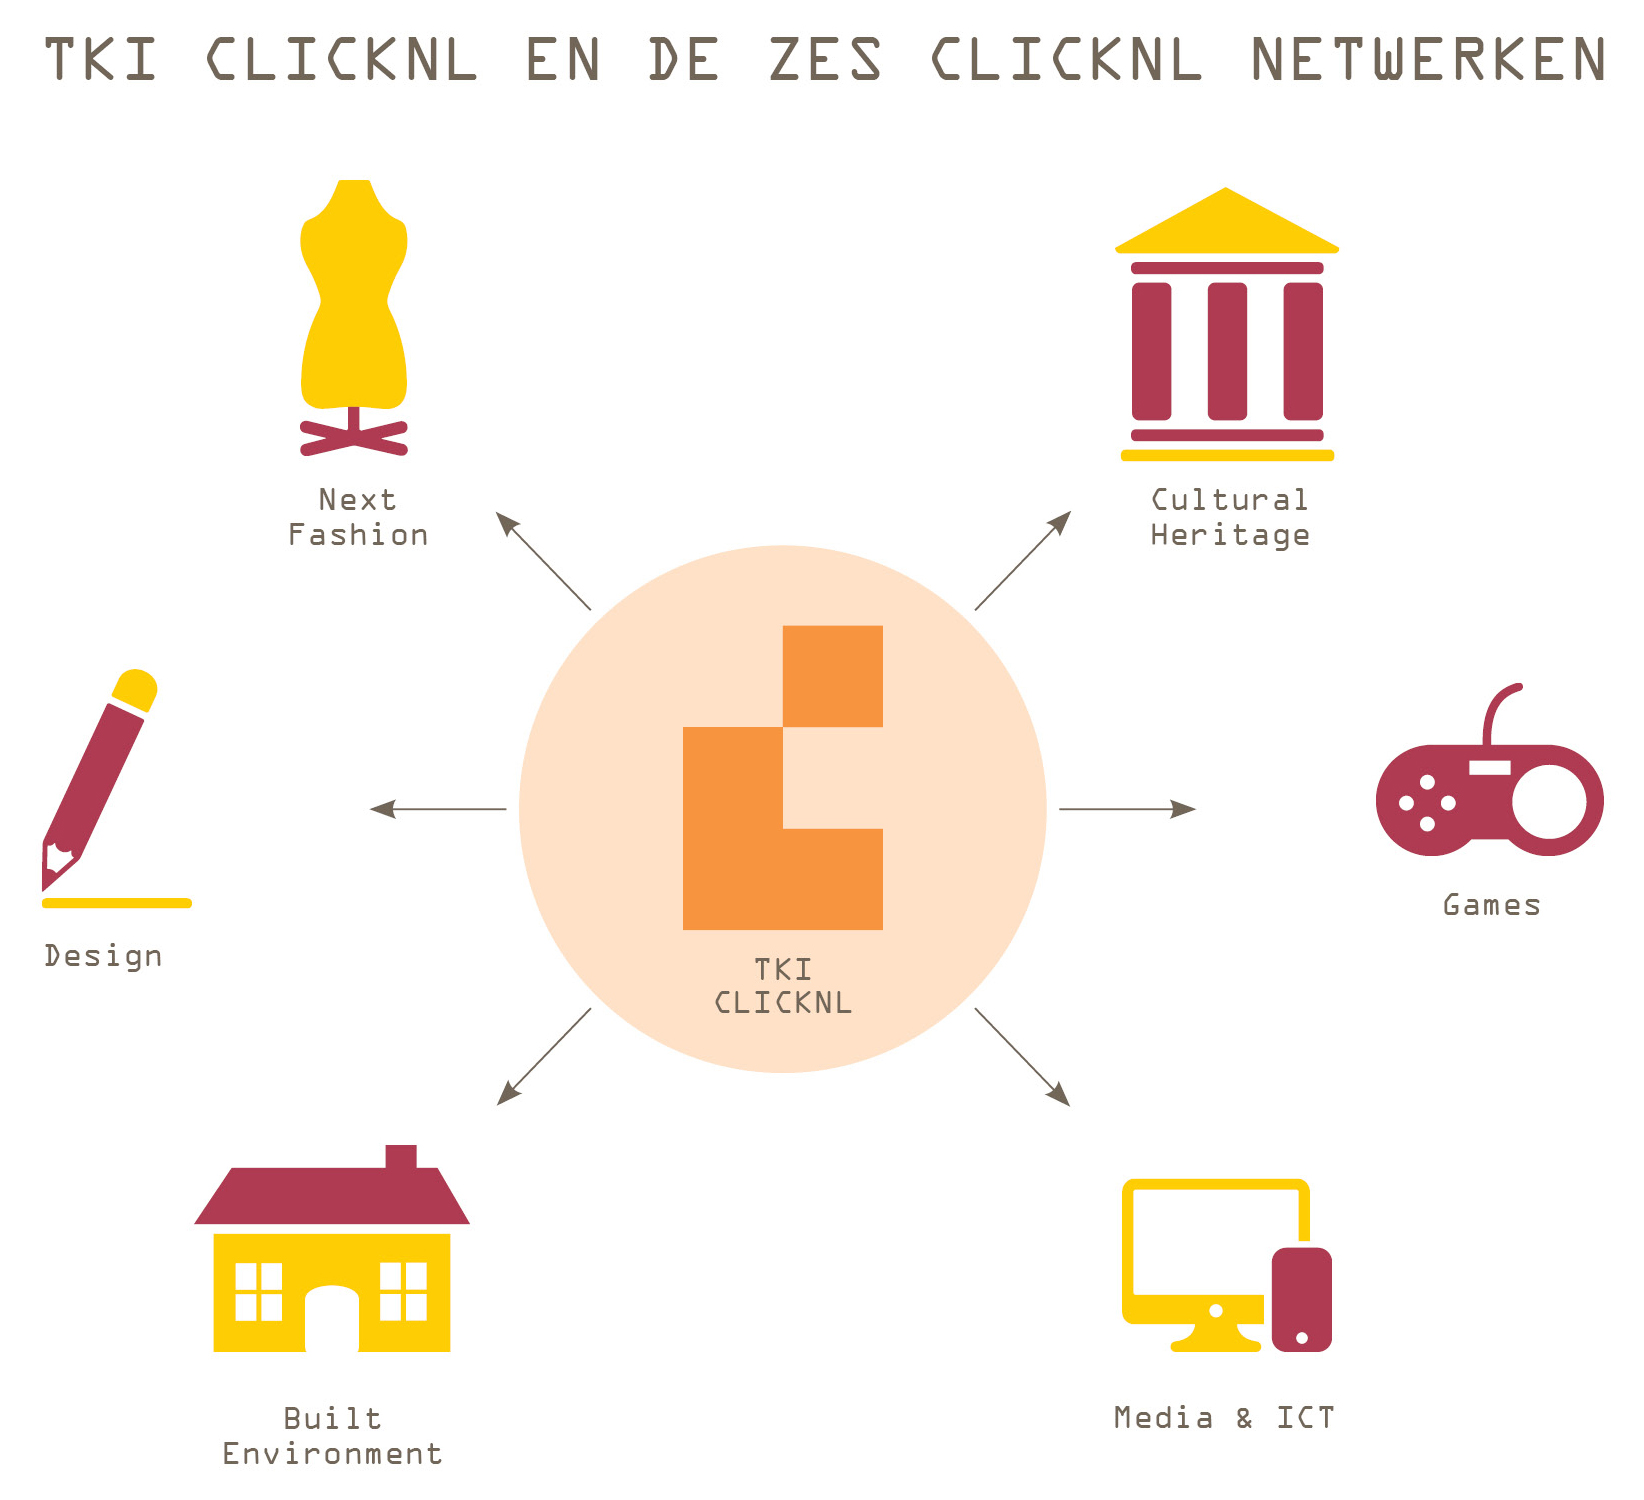 TKI CLICKNL EN DE ZES CLICKNL NETWERKEN
Next
Fashion
Cultural
Heritage
Design
Games
TKI
CLICKNL
Built
Environment
Media & ICT